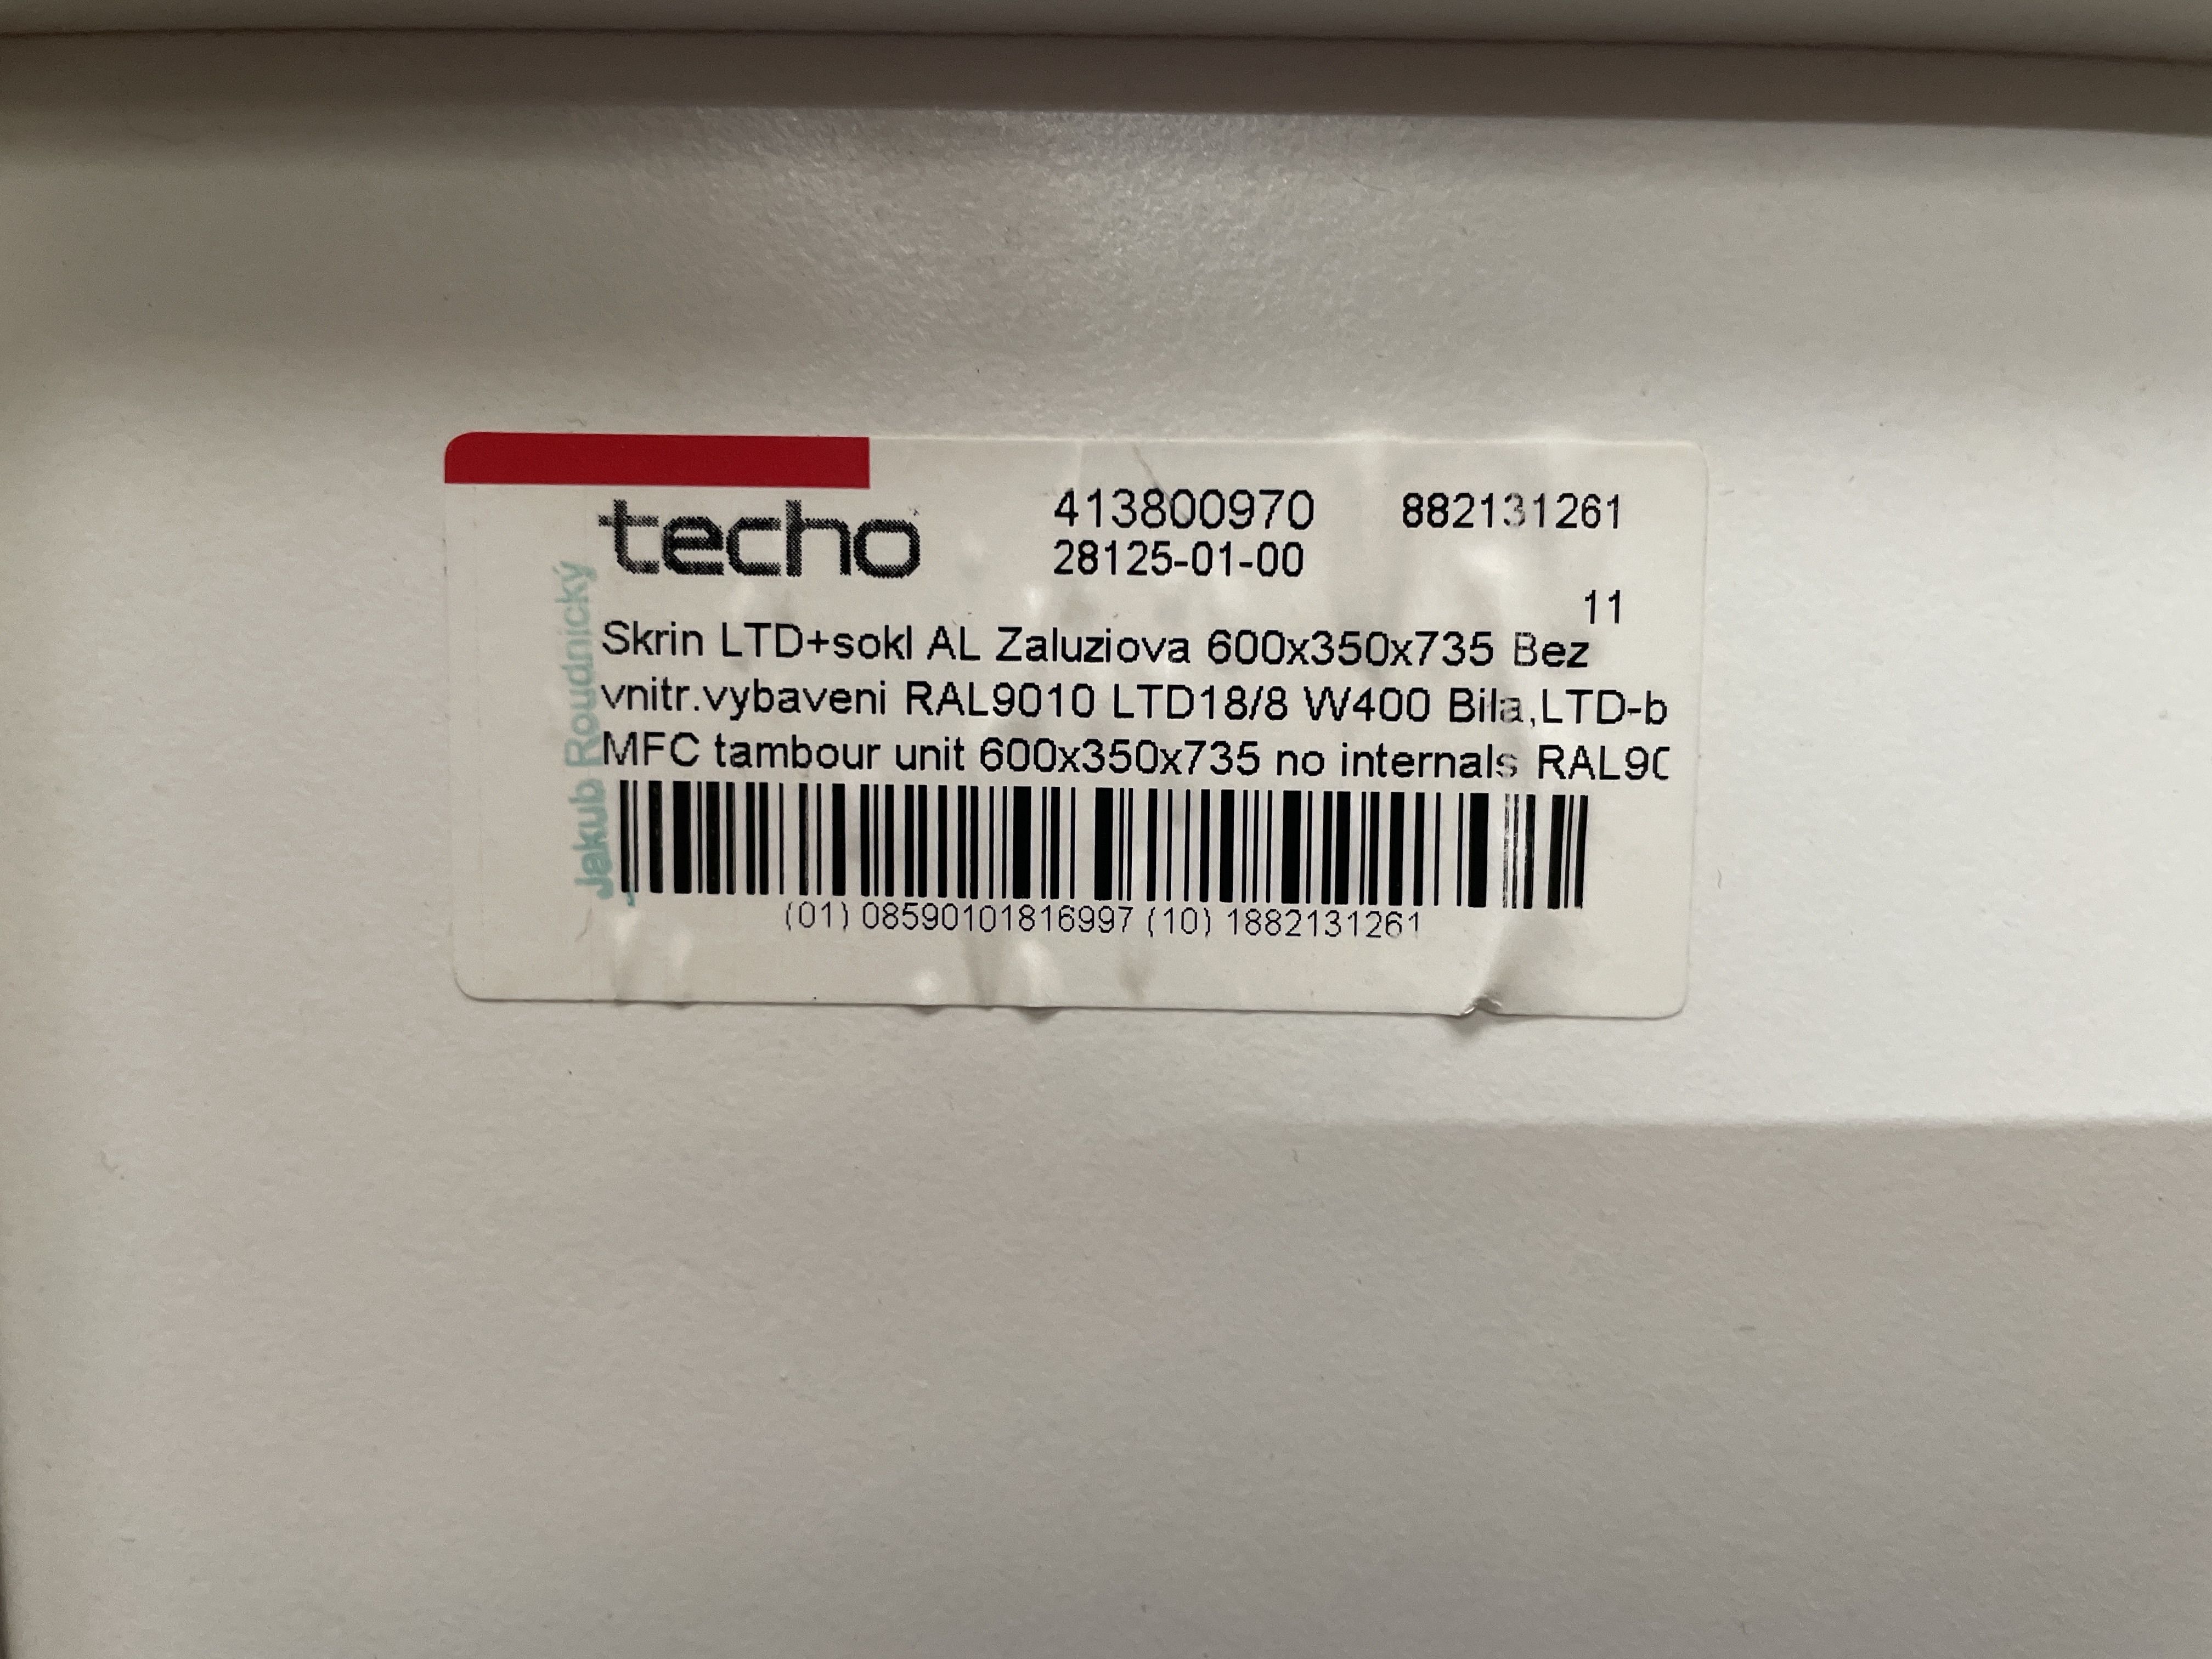 techo
413800970 882131261
28125-01-00
11
Skrin LTD+sokl AL Zaluziova 600x350x735 Bez
vnitr.vybaveni RAL9010 LTD18/8 W400 Bila,LTD-b
MFC tambour unit 600x350x735 no internals RAL90
(01) 08590101816997 (10) 1882131261
Jakub Roudnický